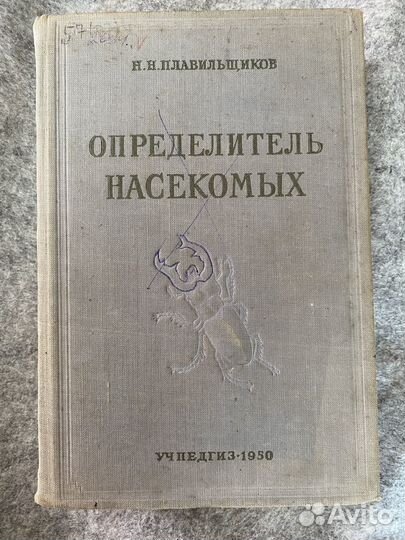 Н.Н.ПЛАВИЛЬЩИКОВ
ОПРЕДЕЛИТЕЛЬ
НАСЕКОМЫХ
УЧПЕДГИЗ·1950
Avito